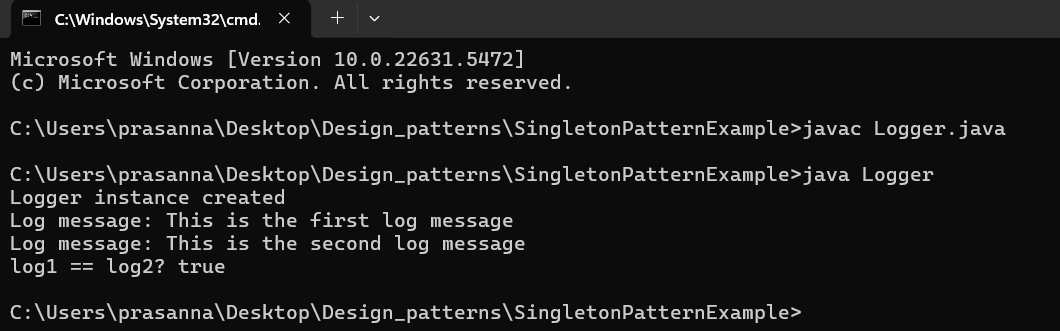 C:\Windows\System32\cmd.
Microsoft Windows [Version 10.0.22631.5472]
(c) Microsoft Corporation. All rights reserved.
C:\Users\prasanna\Desktop\Design_patterns\SingletonPatternExample>javac Logger.java
C:\Users\prasanna\Desktop\Design_patterns\SingletonPatternExample>java Logger
Logger instance created
Log message: This is the first log message
Log message: This is the second log message
log1 == log2? true
C:\Users\prasanna\Desktop\Design_patterns\SingletonPatternExample>